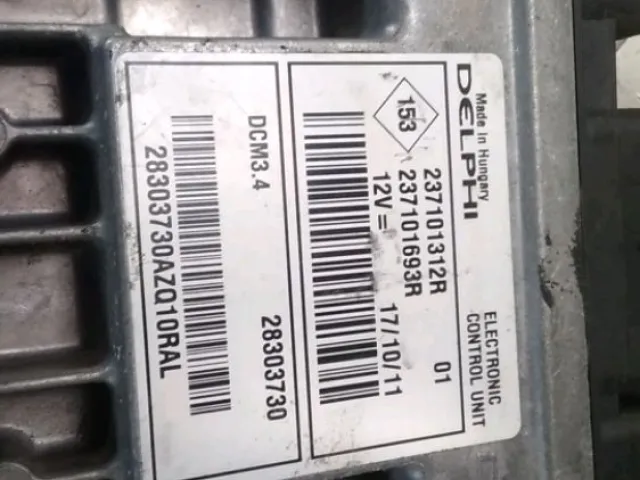 DELPHI
Made in Hungary
ELECTRONIC
CONTROL UNIT
153
237101312R 01
237101693R
12V = 17/10/11
DCM3.4 28303730
28303730AZQ10RAL